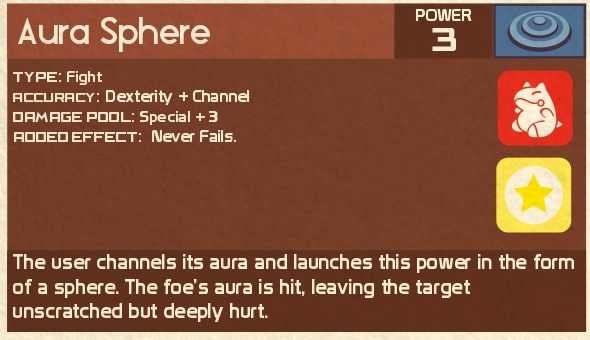 Aura Sphere
POWER
3
TYPE: Fight
ACCURACY: Dexterity + Channel
DAMAGE POOL: Special + 3
ADDED EFFECT: Never Fails.
The user channels its aura and launches this power in the form
of a sphere. The foe's aura is hit, leaving the target
unscratched but deeply hurt.